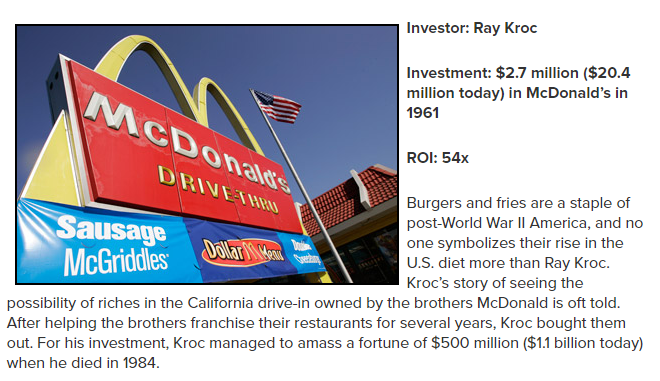 Investor: Ray Kroc
Investment: $2.7 million ($20.4
million today) in McDonald's in
1961
ROI: 54x
McDonald's
DRIVE-THRU
Sausage
McGriddles
Dollar Menu
Double
Burgers and fries are a staple of
post-World War II America, and no
one symbolizes their rise in the
U.S. diet more than Ray Kroc.
Kroc's story of seeing the
possibility of riches in the California drive-in owned by the brothers McDonald is oft told.
After helping the brothers franchise their restaurants for several years, Kroc bought them
out. For his investment, Kroc managed to amass a fortune of $500 million ($1.1 billion today)
when he died in 1984.